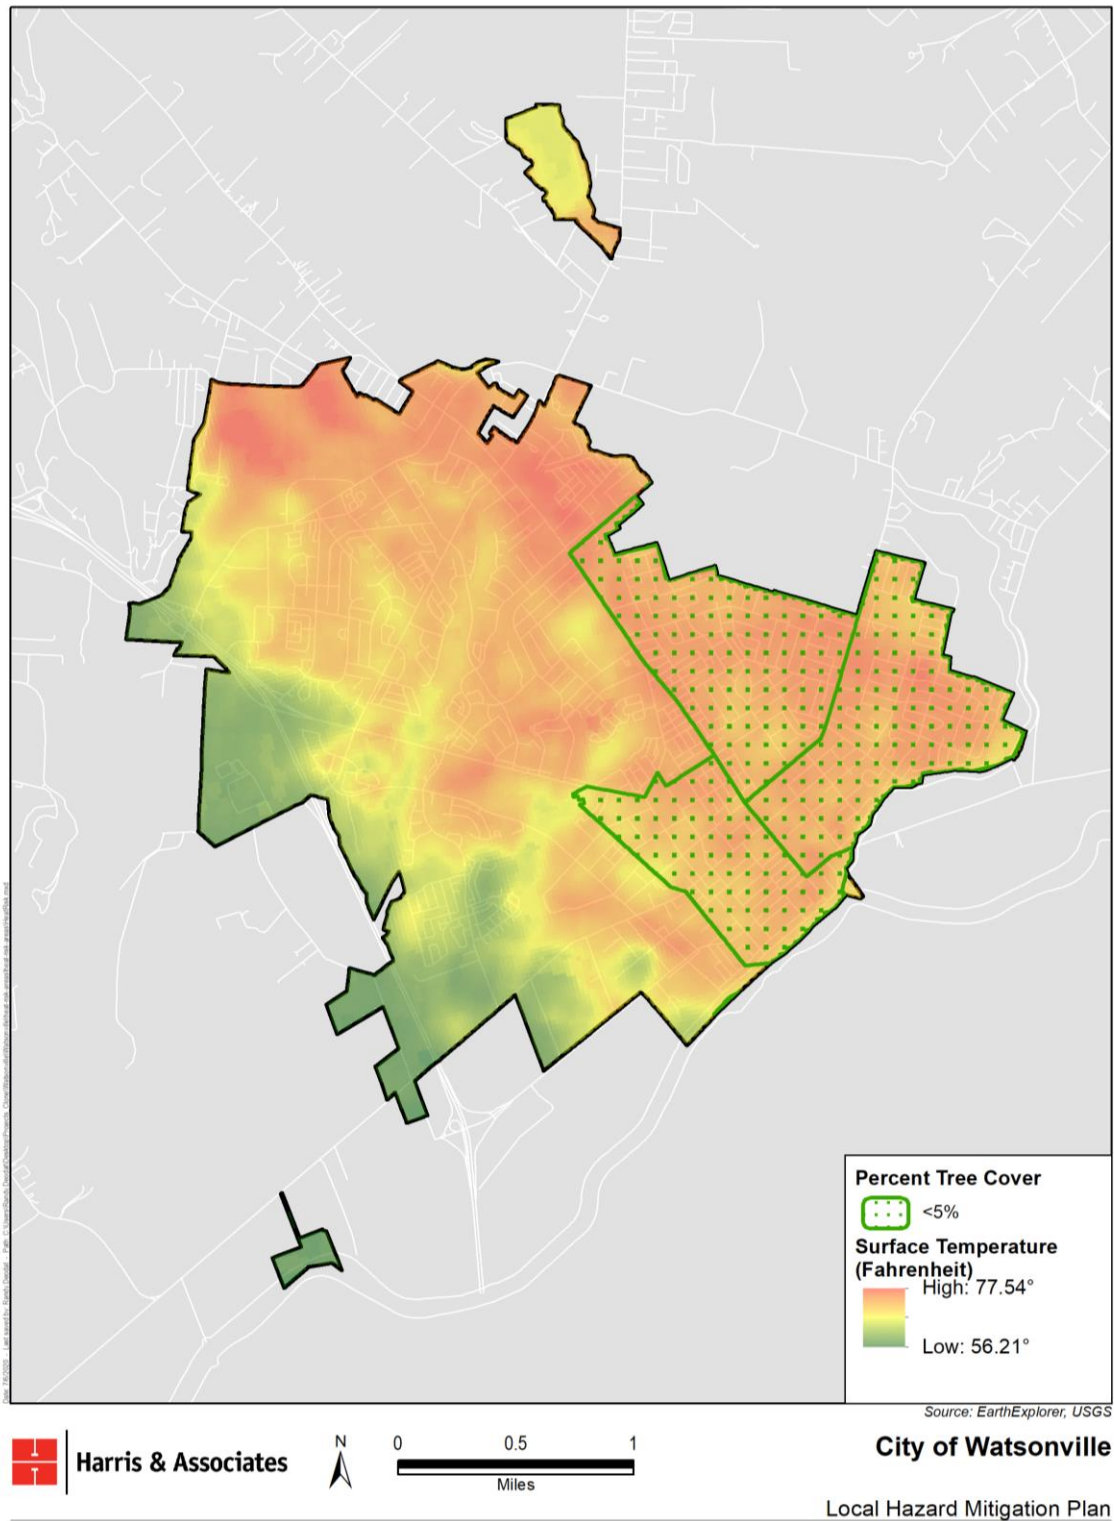 Percent Tree Cover
<5%
Surface Temperature
(Fahrenheit)
High: 77.54°
Low: 56.21°
Source: EarthExplorer, USGS
Harris & Associates
N
0 0.5 1
Miles
City of Watsonville
Local Hazard Mitigation Plan